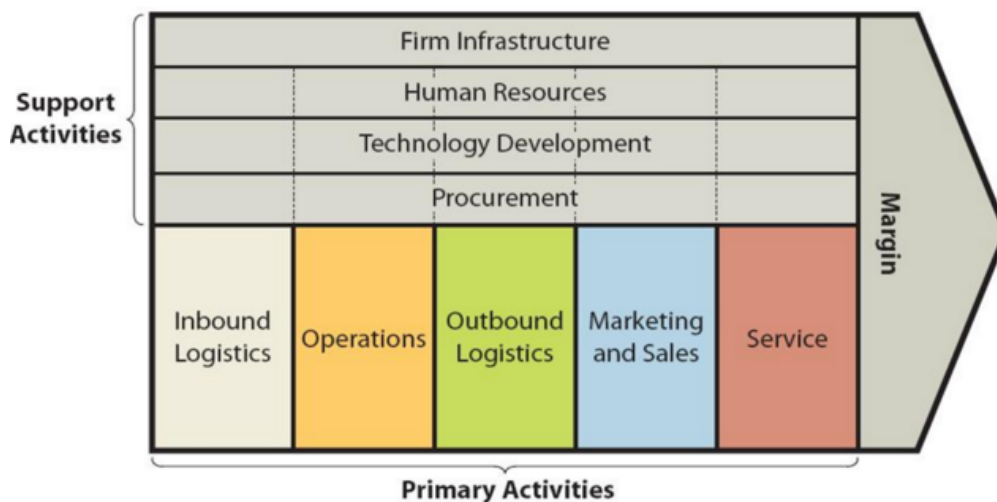 Firm Infrastructure
Support
Activities
Human Resources
Technology Development
Procurement
Margin
Inbound
Logistics
Operations
Outbound
Logistics
Marketing
and Sales
Service
Primary Activities